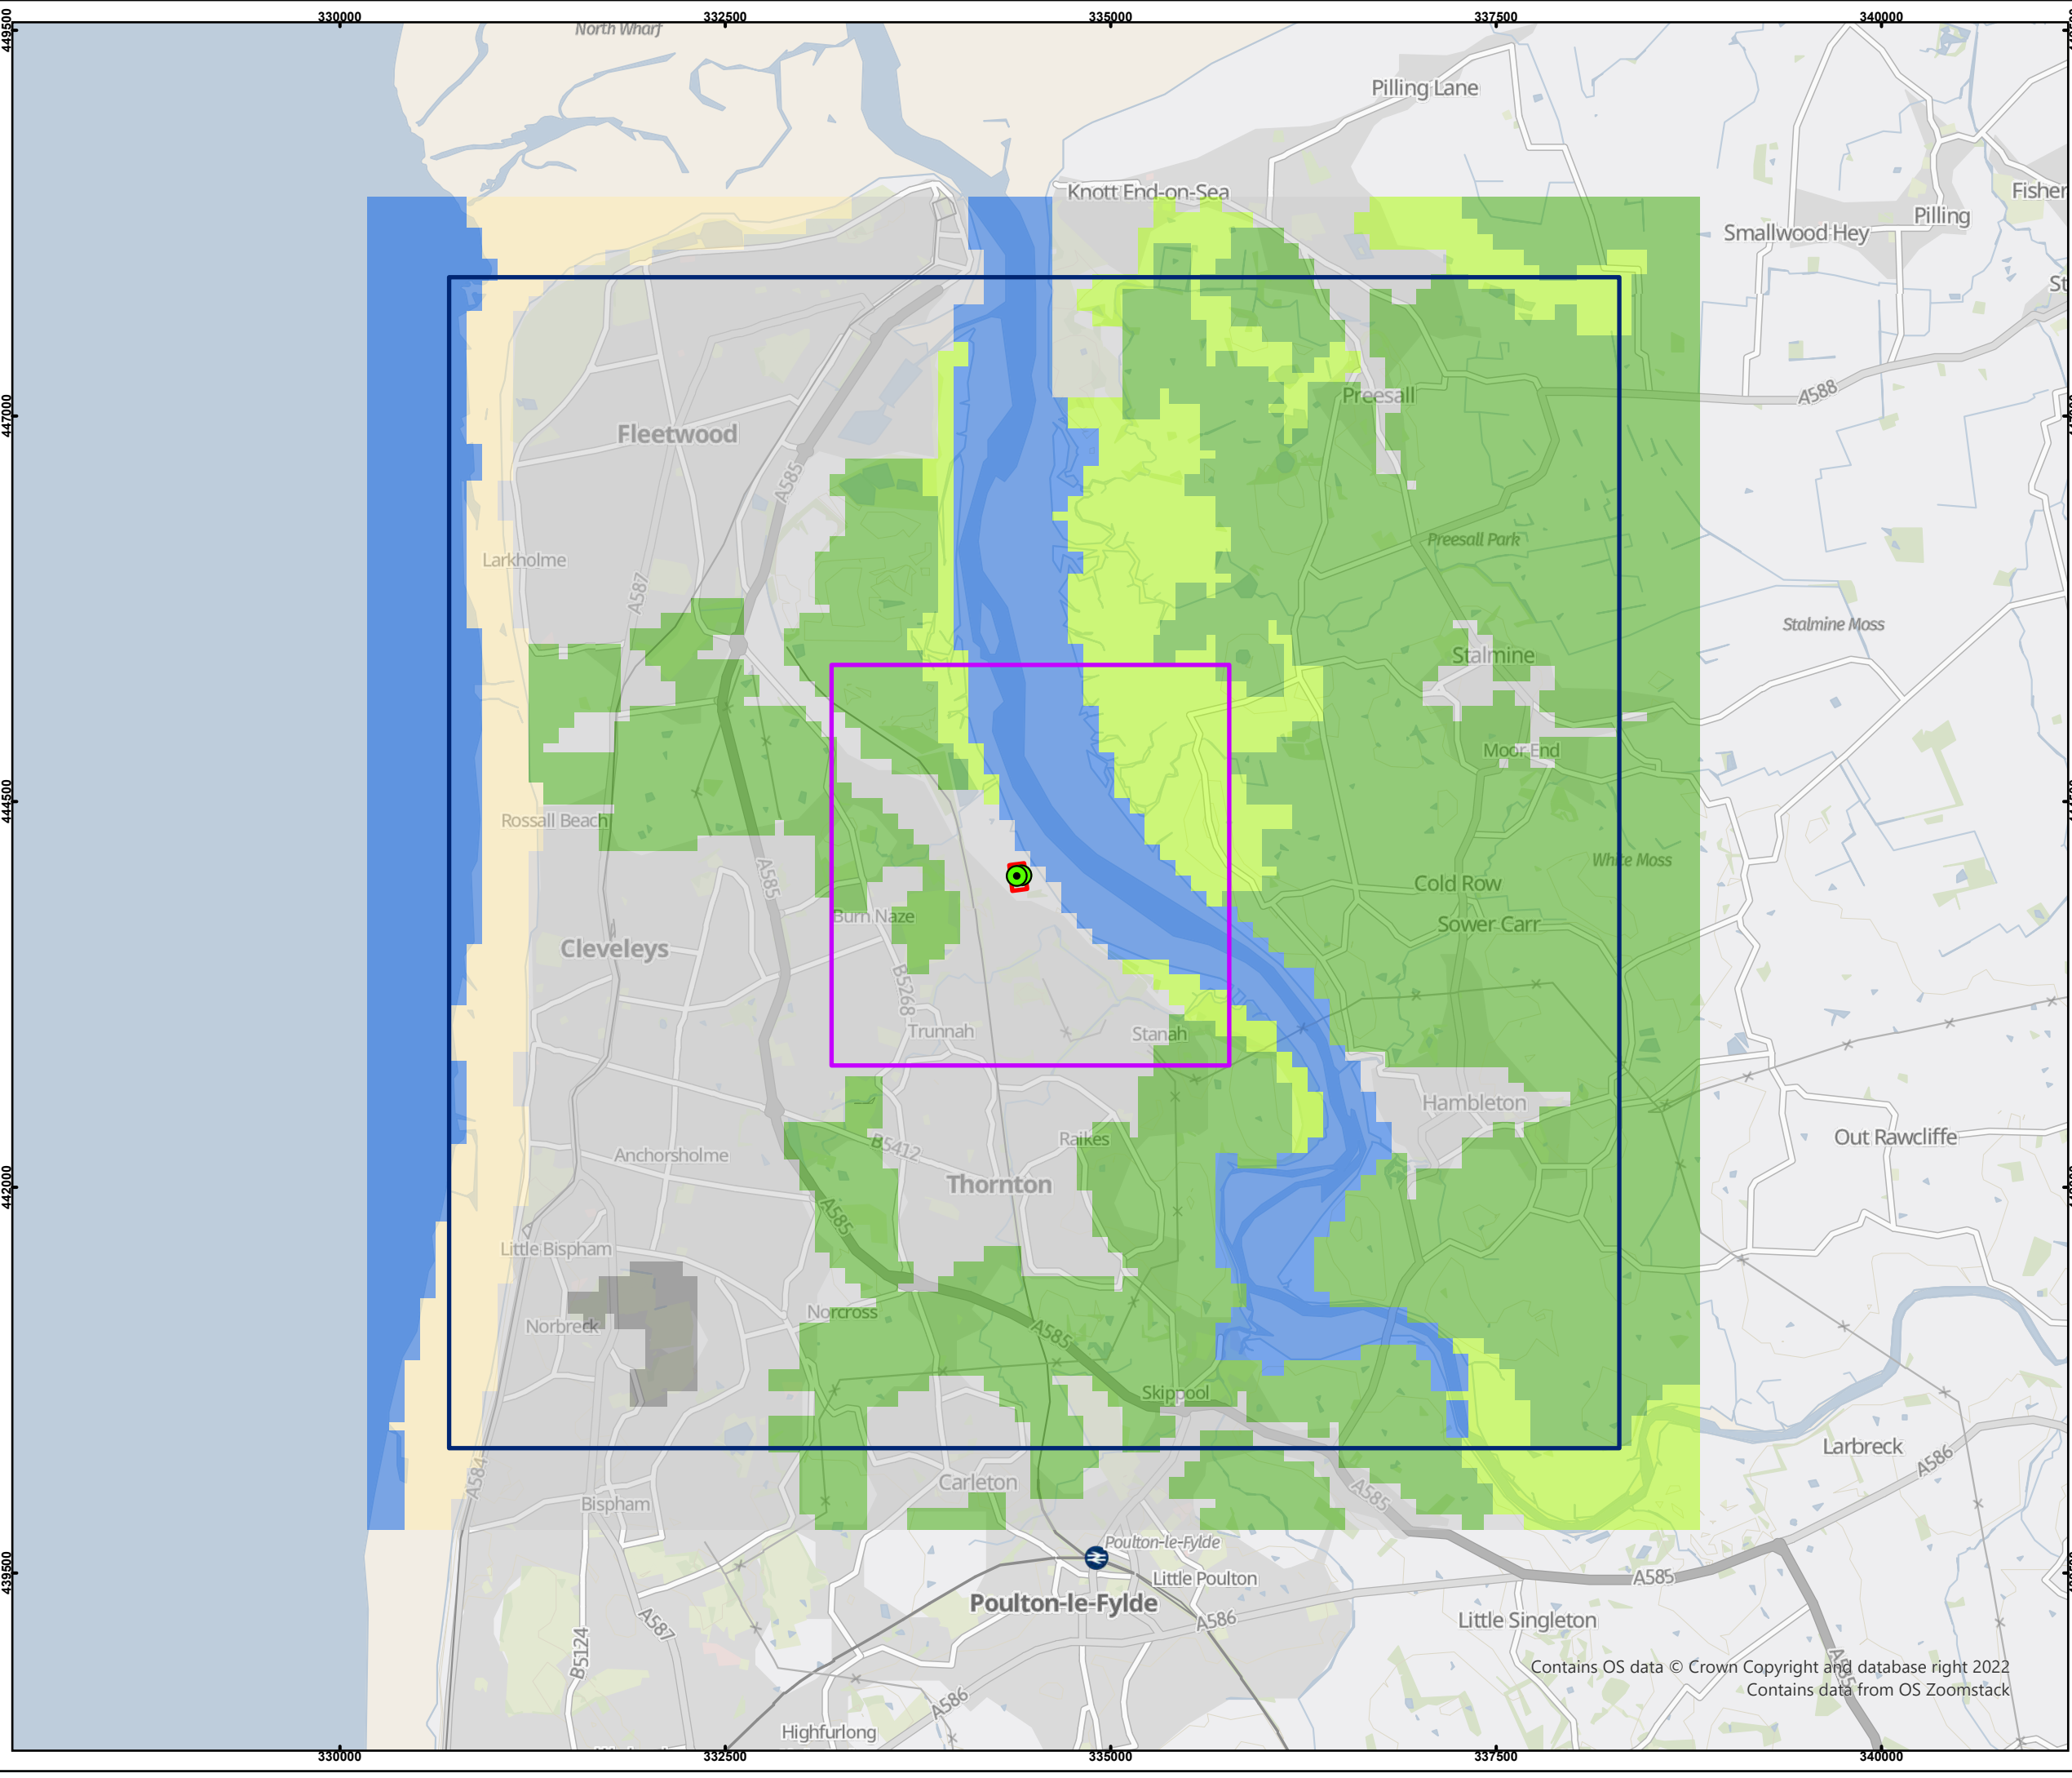 330000
332500
335000
337500
340000
449500
North Wharf
Pilling Lane
Knott End-on-Sea
Fisher
Pilling
Smallwood Hey
St
447000
Preesall
A588
Fleetwood
A585
Preesall Park
Larkholme
A587
Stalmine Moss
Stalmine
Moor End
444500
Rossall Beach
White Moss
A585
Cold Row
Burn Naze
Sower Carr
Cleveleys
B5268
Trunnah
Stanah
Hambleton
Raikes
Out Rawcliffe
B5412
Anchorsholme
442000
Thornton
A585
Little Bispham
Norcross
Norbreck
A585
Skippool
Larbreck
A586
A584
Carleton
A585
Bispham
Poulton-le-Fylde
439500
Little Poulton
A585
Poulton-le-Fylde
A586
Little Singleton
A587
B5124
Contains OS data © Crown Copyright and database right 2022
Contains data from OS Zoomstack
A585
A586
Highfurlong
330000
332500
335000
337500
340000